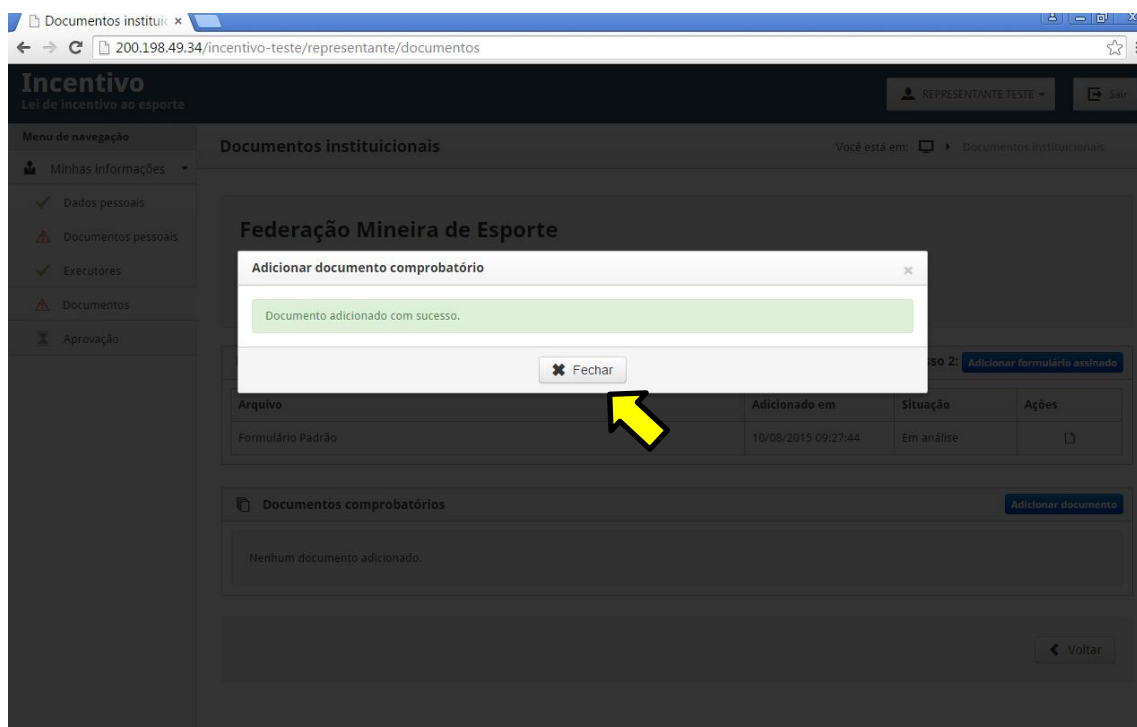 Documentos instituic
200.198.49.34/incentivo-teste/representante/documentos
Incentivo
Lei de incentivo ao esporte
REPRESENTANTE TESTE
Sair
Menu de navegação
Minhas informações
Dados pessoais
Documentos pessoais
Executores
Documentos
Aprovação
Documentos instituicionais
Você está em: Documentos instituicionais
Federação Mineira de Esporte
Adicionar documento comprobatório
Documento adicionado com sucesso.
Fechar
sso 2: Adicionar formulário assinado
Arquivo Adicionado em Situação Ações
Formulário Padrão 10/08/2015 09:27:44 Em análise
Documentos comprobatórios Adicionar documento
Nenhum documento adicionado.
Voltar